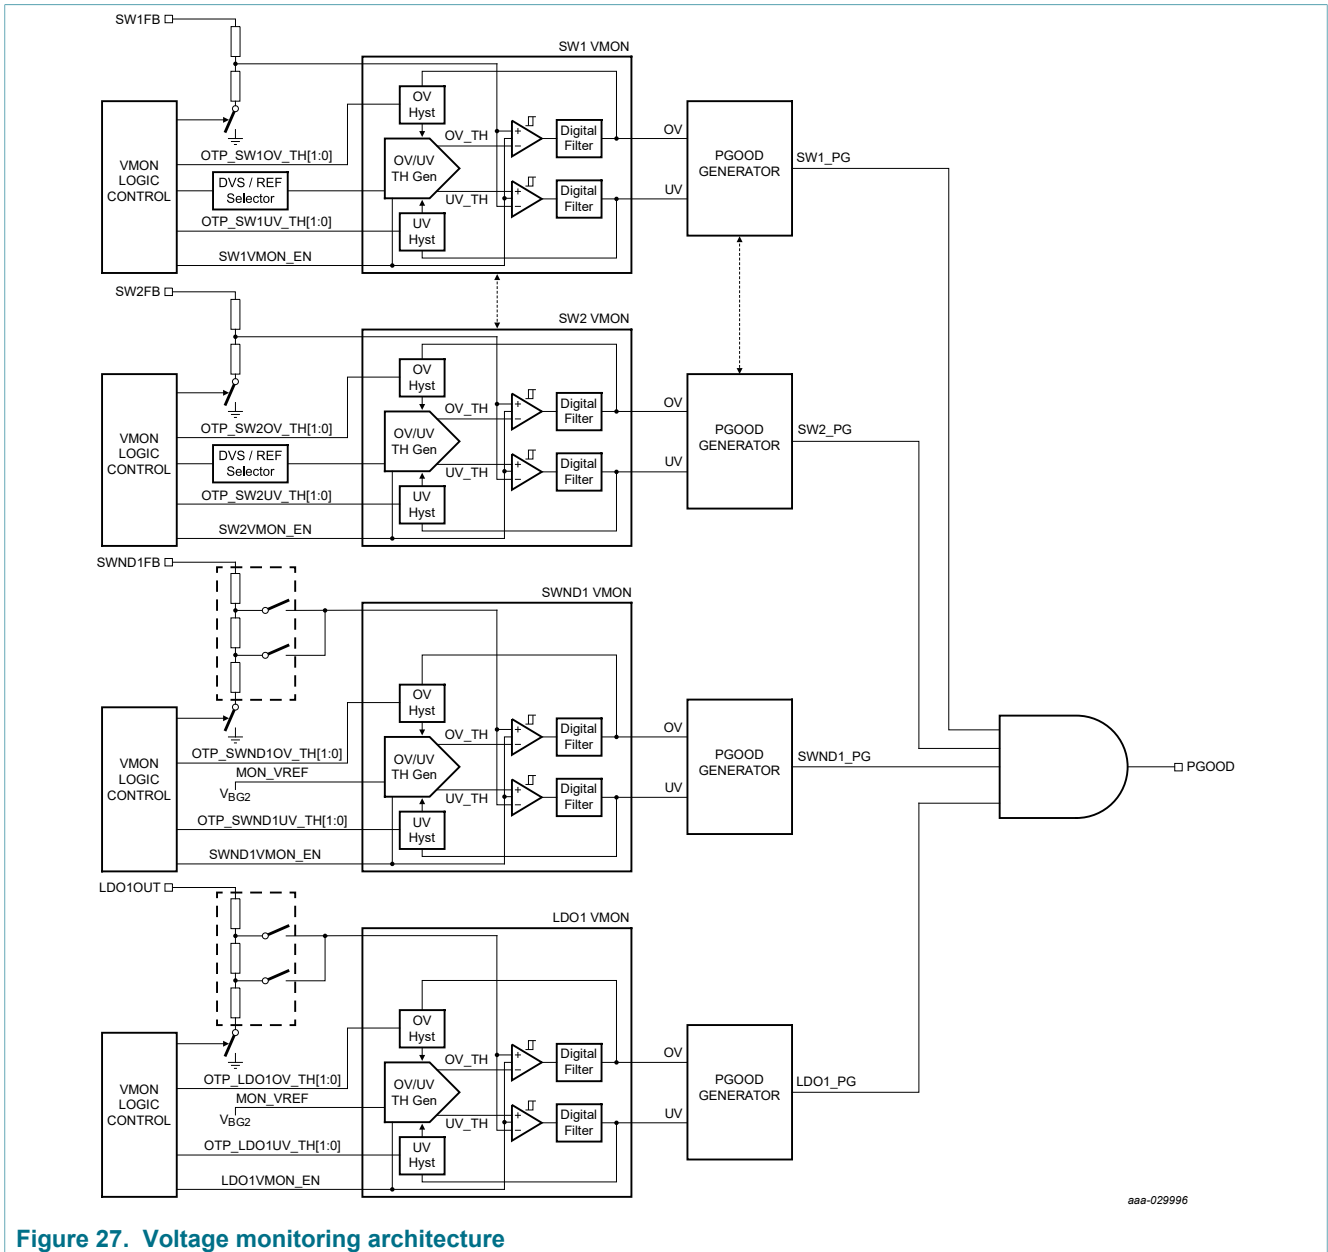 SW1FB
SW1 VMON
VMON
LOGIC
CONTROL
OTP_SW1OV_TH[1:0]
DVS / REF
Selector
OTP_SW1UV_TH[1:0]
SW1VMON_EN
OV
Hyst
OV/UV
TH Gen
UV
Hyst
OV_TH
UV_TH
+
−
+
−
Digital
Filter
Digital
Filter
OV
UV
PGOOD
GENERATOR
SW1_PG
SW2FB
SW2 VMON
VMON
LOGIC
CONTROL
OTP_SW2OV_TH[1:0]
DVS / REF
Selector
OTP_SW2UV_TH[1:0]
SW2VMON_EN
OV
Hyst
OV/UV
TH Gen
UV
Hyst
OV_TH
UV_TH
+
−
+
−
Digital
Filter
Digital
Filter
OV
UV
PGOOD
GENERATOR
SW2_PG
SWND1FB
SWND1 VMON
VMON
LOGIC
CONTROL
OTP_SWND1OV_TH[1:0]
MON_VREF
VBG2
OTP_SWND1UV_TH[1:0]
SWND1VMON_EN
OV
Hyst
OV/UV
TH Gen
UV
Hyst
OV_TH
UV_TH
+
−
+
−
Digital
Filter
Digital
Filter
OV
UV
PGOOD
GENERATOR
SWND1_PG
PGOOD
LDO1OUT
LDO1 VMON
VMON
LOGIC
CONTROL
OTP_LDO1OV_TH[1:0]
MON_VREF
VBG2
OTP_LDO1UV_TH[1:0]
LDO1VMON_EN
OV
Hyst
OV/UV
TH Gen
UV
Hyst
OV_TH
UV_TH
+
−
+
−
Digital
Filter
Digital
Filter
OV
UV
PGOOD
GENERATOR
LDO1_PG
aaa-029996
Figure 27. Voltage monitoring architecture